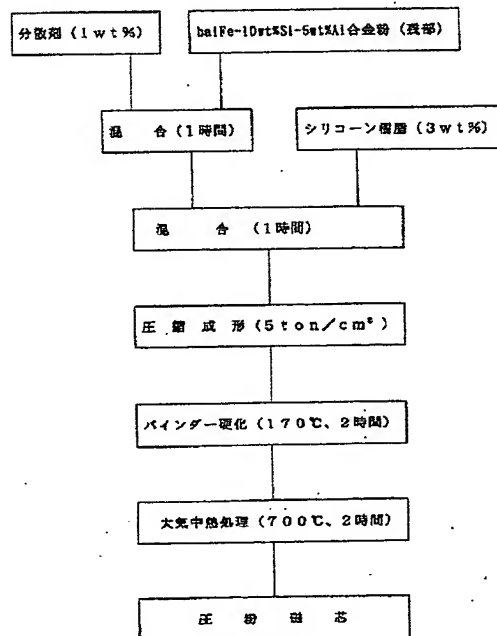 分散剤(1wt%)
balFe-10wt%Si-5wt%Al合金粉(残部)
混 合(1時間)
シリコーン樹脂(3wt%)
混 合 (1時間)
圧縮成形(5ton/cm²)
バインダー硬化(170℃、2時間)
大気中熱処理(700℃、2時間)
圧粉磁芯